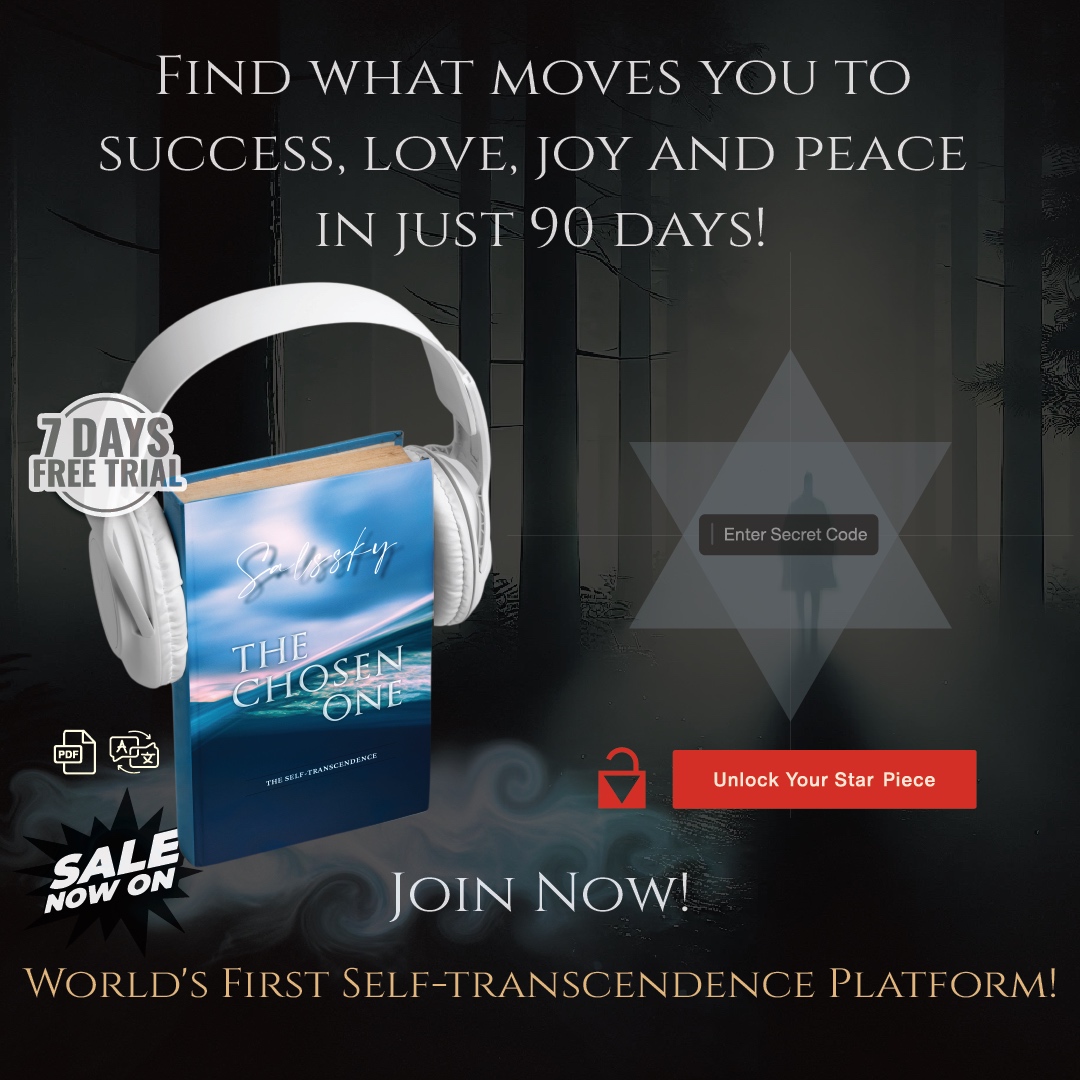 Find what moves you to
success, love, joy and peace
in just 90 days!
7 DAYS
FREE TRIAL
Salssky
THE
CHOSEN
ONE
THE SELF-TRANSCENDENCE
Enter Secret Code
PDF
A 文
Unlock Your Star Piece
SALE
NOW ON
Join Now!
World's First Self-transcendence Platform!